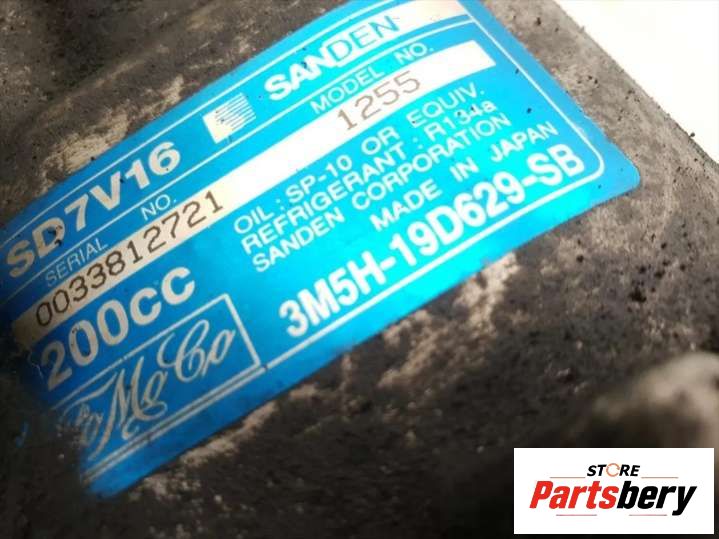 SD7V16 SANDEN
SERIAL NO. MODEL NO.
0033812721 1255
200cc OIL : SP-10 OR EQUIV.
REFRIGERANT : R134a
SANDEN CORPORATION
MADE IN JAPAN
FoMoCo 3M5H-19D629-SB
STORE
Partsbery